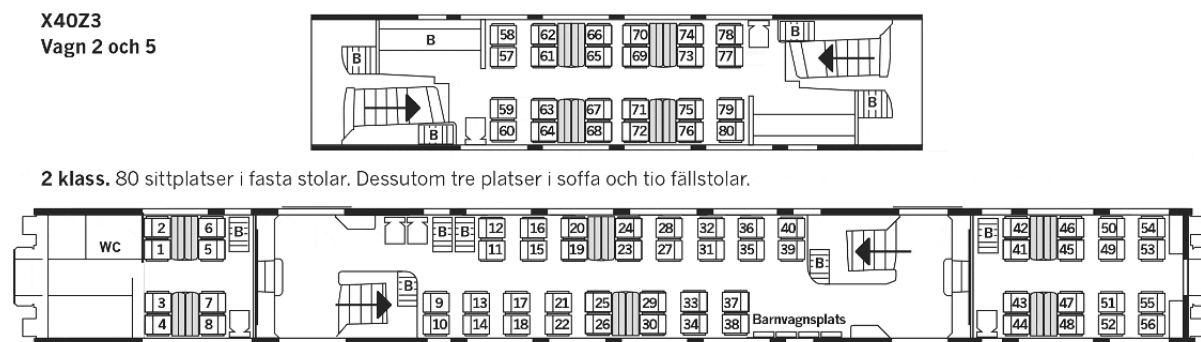 X40Z3
Vagn 2 och 5
58 62 66 70 74 78 B
B
57 61 65 69 73 77
B
59 63 67 71 75 79 B
B 60 64 68 72 76 80
2 klass. 80 sittplatser i fasta stolar. Dessutom tre platser i soffa och tio fällstolar.
2 6 B B B 12 16 20 24 28 32 36 40 B 42 46 50 54
WC 1 5 11 15 19 23 27 31 35 39 41 45 49 53
B
B
3 7 9 13 17 21 25 29 33 37 43 47 51 55
4 8 10 14 18 22 26 30 34 38 Barnvagnsplats 44 48 52 56